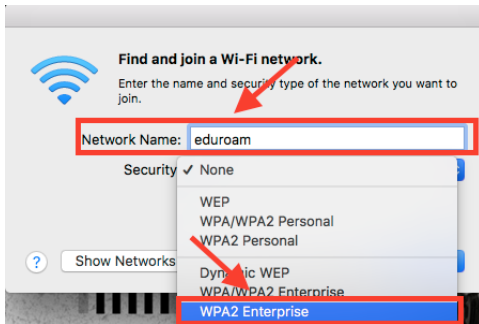 Find and join a Wi-Fi network.
Enter the name and security type of the network you want to
join.
Network Name: eduroam
Security ✓ None
WEP
WPA/WPA2 Personal
WPA2 Personal
? Show Networks
Dynamic WEP
WPA/WPA2 Enterprise
WPA2 Enterprise